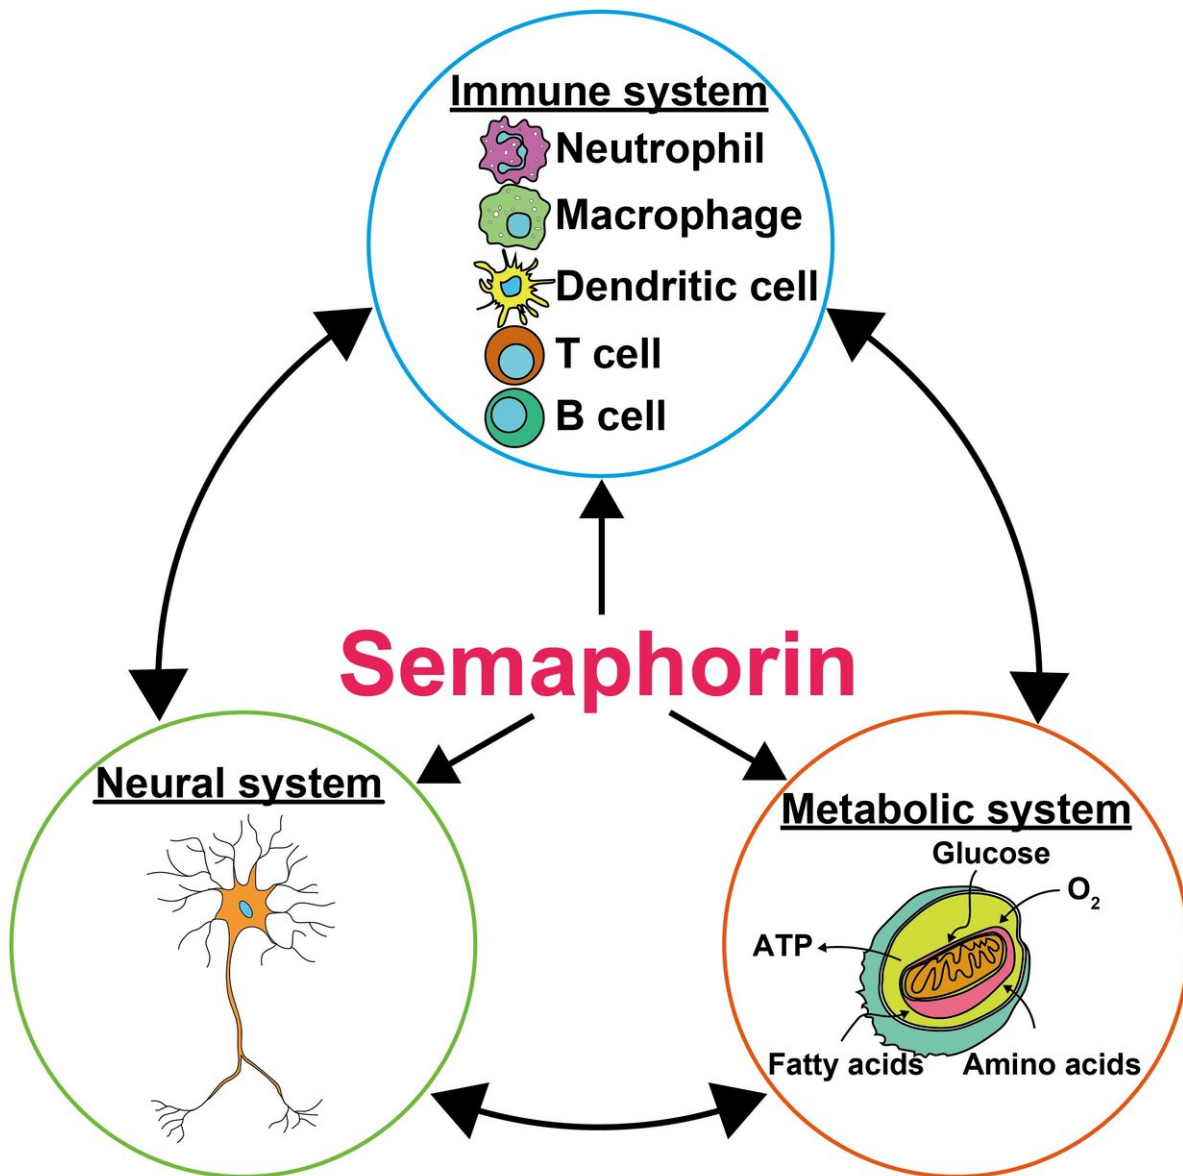 Immune system
Neutrophil
Macrophage
Dendritic cell
T cell
B cell
Semaphorin
Neural system
Metabolic system
Glucose
O₂
ATP
Fatty acids
Amino acids